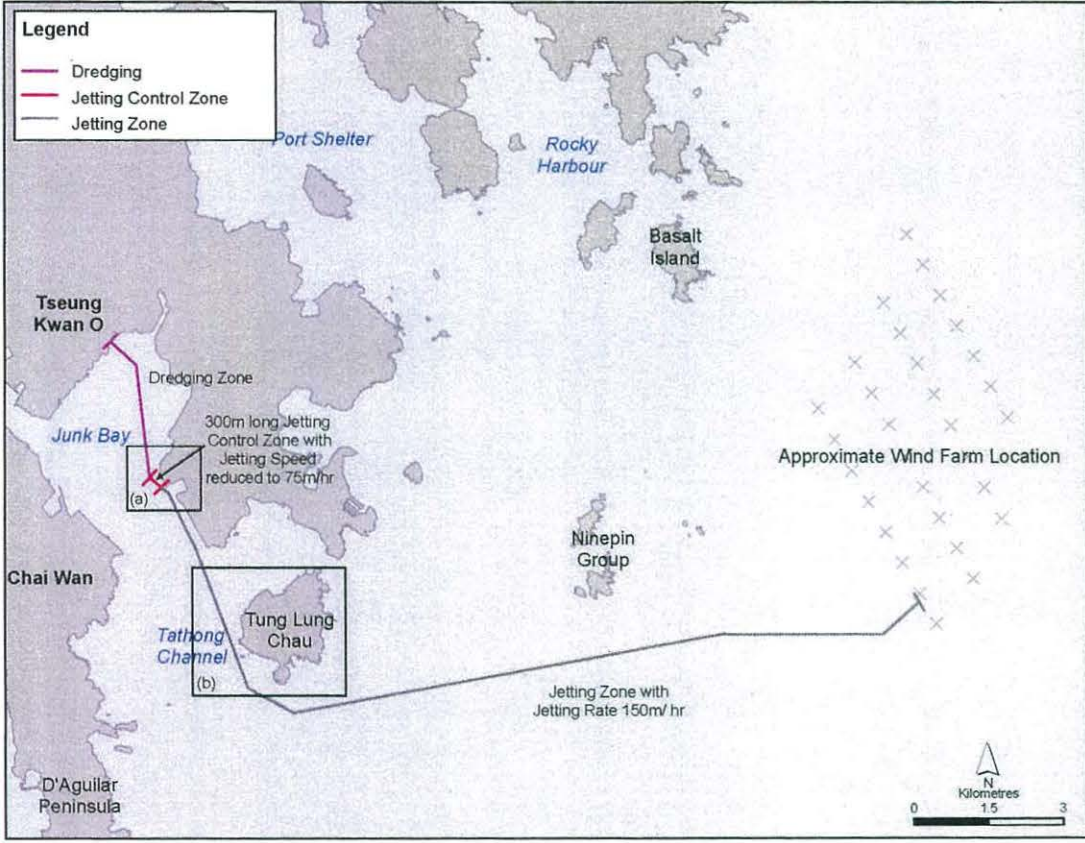 Legend
Dredging
Jetting Control Zone
Jetting Zone
Port Shelter
Rocky
Harbour
Basalt
Island
Tseung
Kwan O
Dredging Zone
300m long Jetting
Control Zone with
Jetting Speed
reduced to 75m/hr
Junk Bay
(a)
Approximate Wind Farm Location
Ninepin
Group
Chai Wan
Tung Lung
Chau
Tathong
Channel
(b)
Jetting Zone with
Jetting Rate 150m/ hr
D'Aguilar
Peninsula
N
Kilometres
0 1.5 3